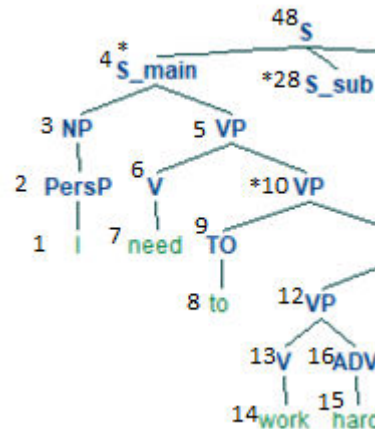 48 S
4 * S_main *28 S_sub
3 NP 5 VP
2 PersP 6 V *10 VP
1 I 7 need 9 TO
8 to 12 VP
13 V 16 ADV
14 work 15 hard